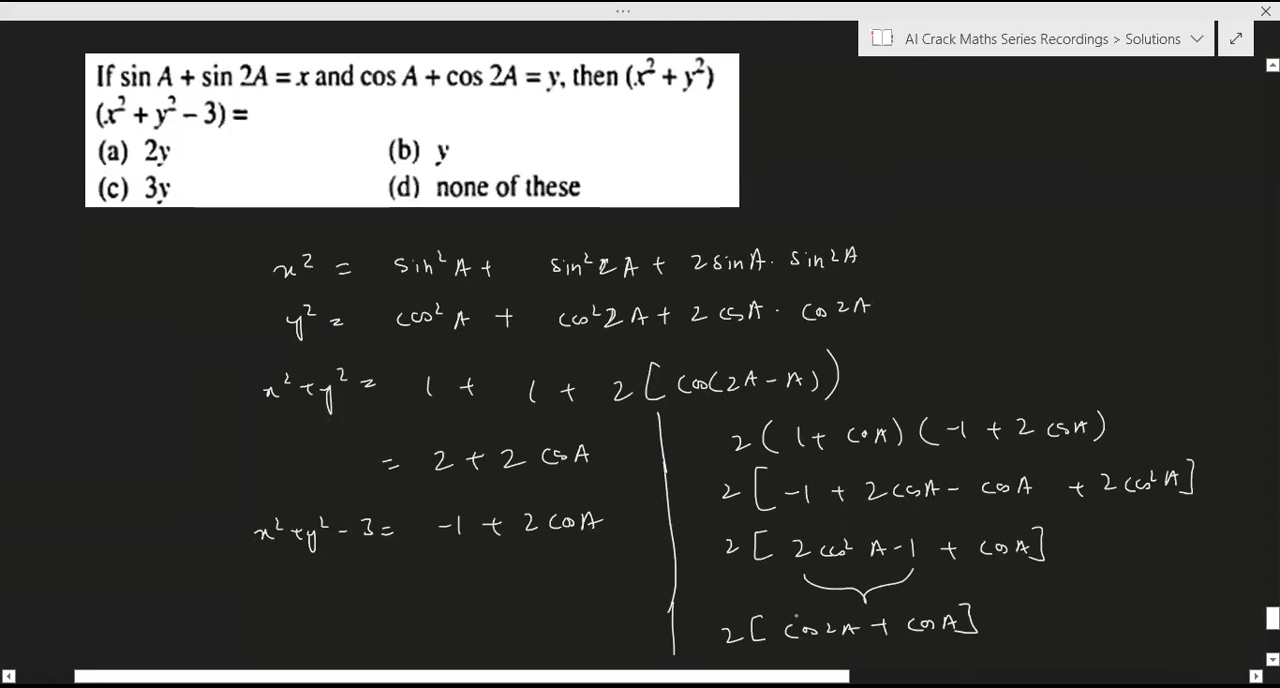 AI Crack Maths Series Recordings > Solutions
If sin A + sin 2A = x and cos A + cos 2A = y, then (x² + y²)
(x² + y² − 3) =
(a) 2y (b) y
(c) 3y (d) none of these
x² = sin² A + sin² 2A + 2 sin A · sin 2A
y² = cos² A + cos² 2A + 2 cos A · cos 2A
x² + y² = 1 + 1 + 2 [cos(2A − A))
= 2 + 2 cos A
x² + y² − 3 = −1 + 2 cos A
2 (1 + cos A) (−1 + 2 cos A)
2 [−1 + 2 cos A − cos A + 2 cos² A]
2 [2 cos² A − 1 + cos A]
2 [cos 2A + cos A]